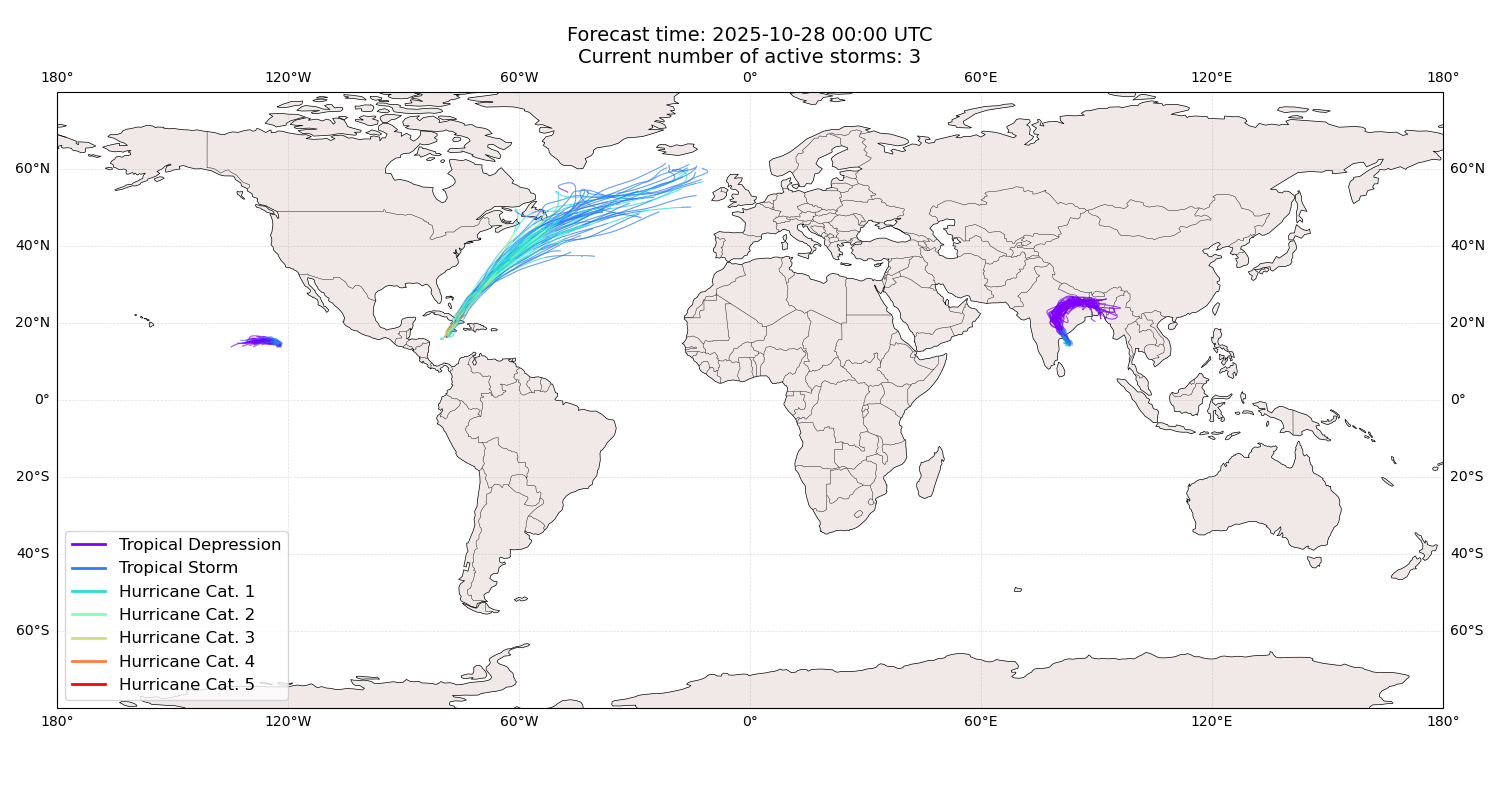 Forecast time: 2025-10-28 00:00 UTC
Current number of active storms: 3
180° 120°W 60°W 0° 60°E 120°E 180°
60°N 60°N
40°N 40°N
20°N 20°N
0° 0°
20°S 20°S
40°S 40°S
60°S 60°S
Tropical Depression
Tropical Storm
Hurricane Cat. 1
Hurricane Cat. 2
Hurricane Cat. 3
Hurricane Cat. 4
Hurricane Cat. 5
180° 120°W 60°W 0° 60°E 120°E 180°